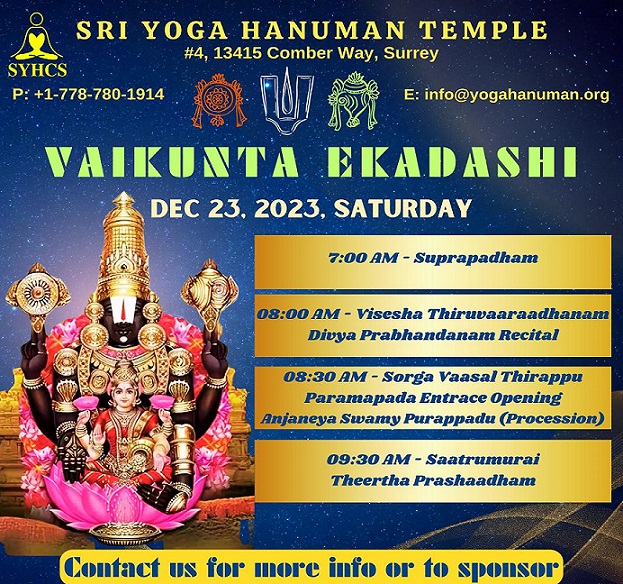 SRI YOGA HANUMAN TEMPLE
#4, 13415 Comber Way, Surrey
SYHCS
P: +1-778-780-1914
E: info@yogahanuman.org
VAIKUNTA EKADASHI
DEC 23, 2023, SATURDAY
7:00 AM - Suprapadham
08:00 AM - Visesha Thiruvaaraadhanam
Divya Prabhandanam Recital
08:30 AM - Sorga Vaasal Thirappu
Paramapada Entrace Opening
Anjaneya Swamy Purappadu (Procession)
09:30 AM - Saatrumurai
Theertha Prashaadham
Contact us for more info or to sponsor